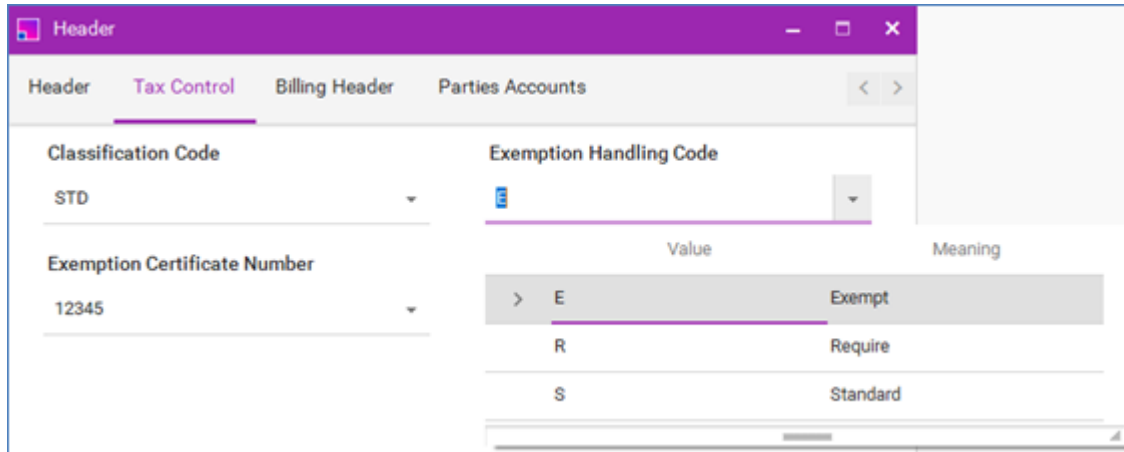 Header
Header Tax Control Billing Header Parties Accounts
Classification Code Exemption Handling Code
STD E
Value Meaning
Exemption Certificate Number
12345
E Exempt
R Require
S Standard